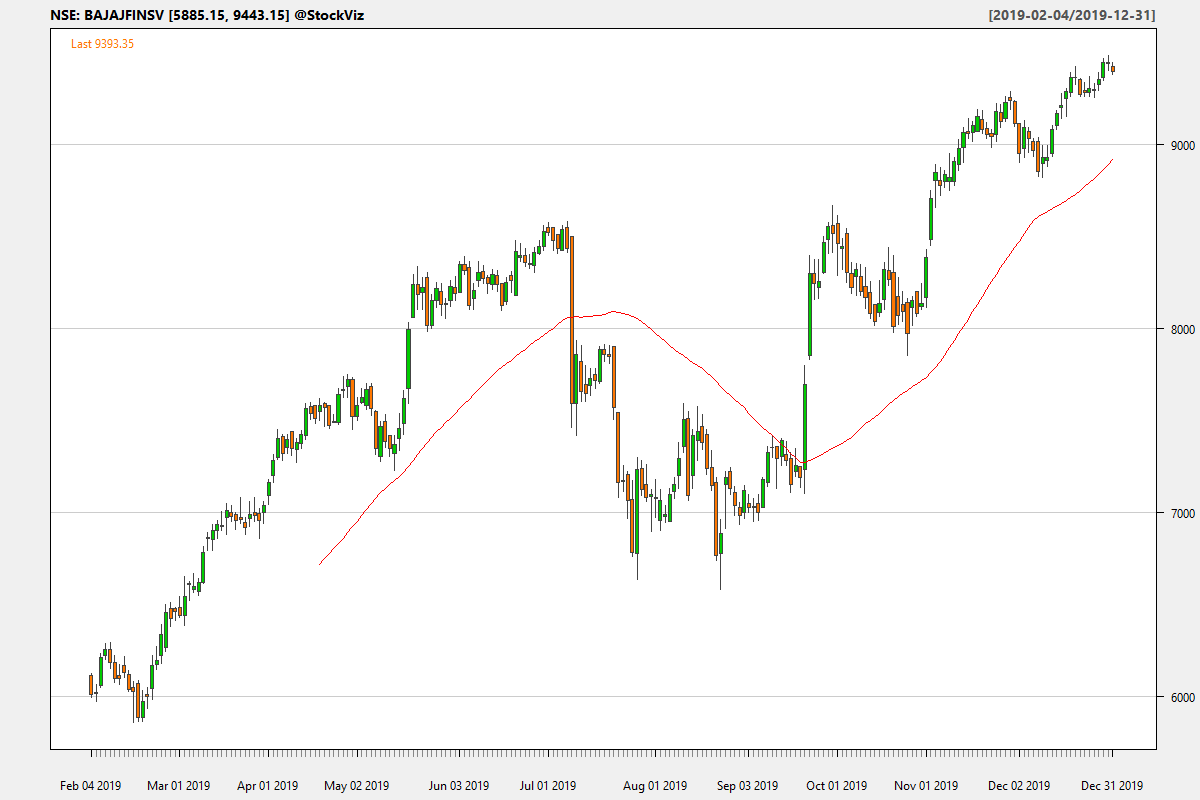 NSE: BAJAJFINSV [5885.15, 9443.15] @StockViz
[2019-02-04/2019-12-31]
Last 9393.35
9000
8000
7000
6000
Feb 04 2019
Mar 01 2019
Apr 01 2019
May 02 2019
Jun 03 2019
Jul 01 2019
Aug 01 2019
Sep 03 2019
Oct 01 2019
Nov 01 2019
Dec 02 2019
Dec 31 2019